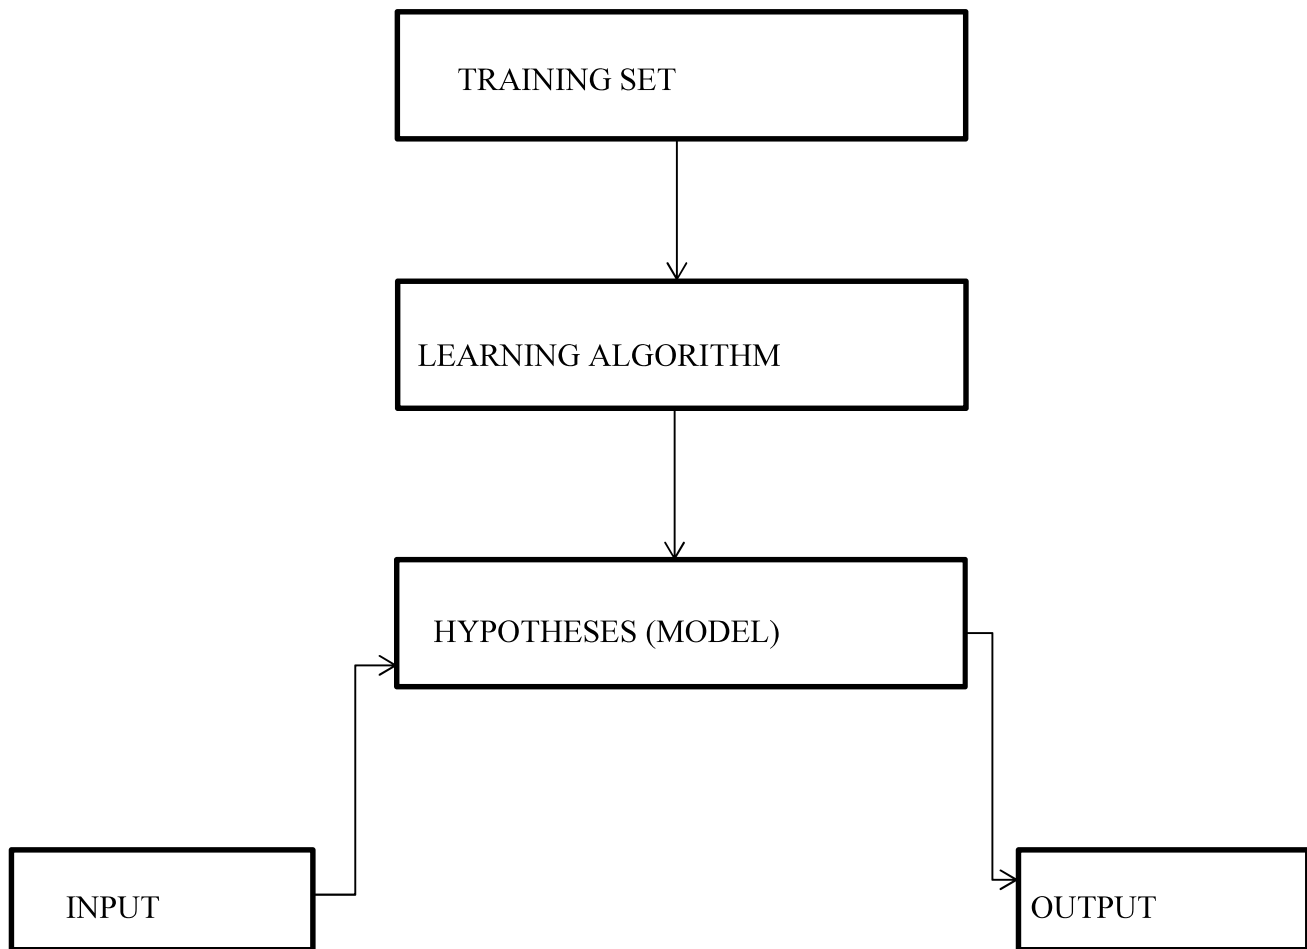 TRAINING SET
LEARNING ALGORITHM
HYPOTHESES (MODEL)
INPUT
OUTPUT